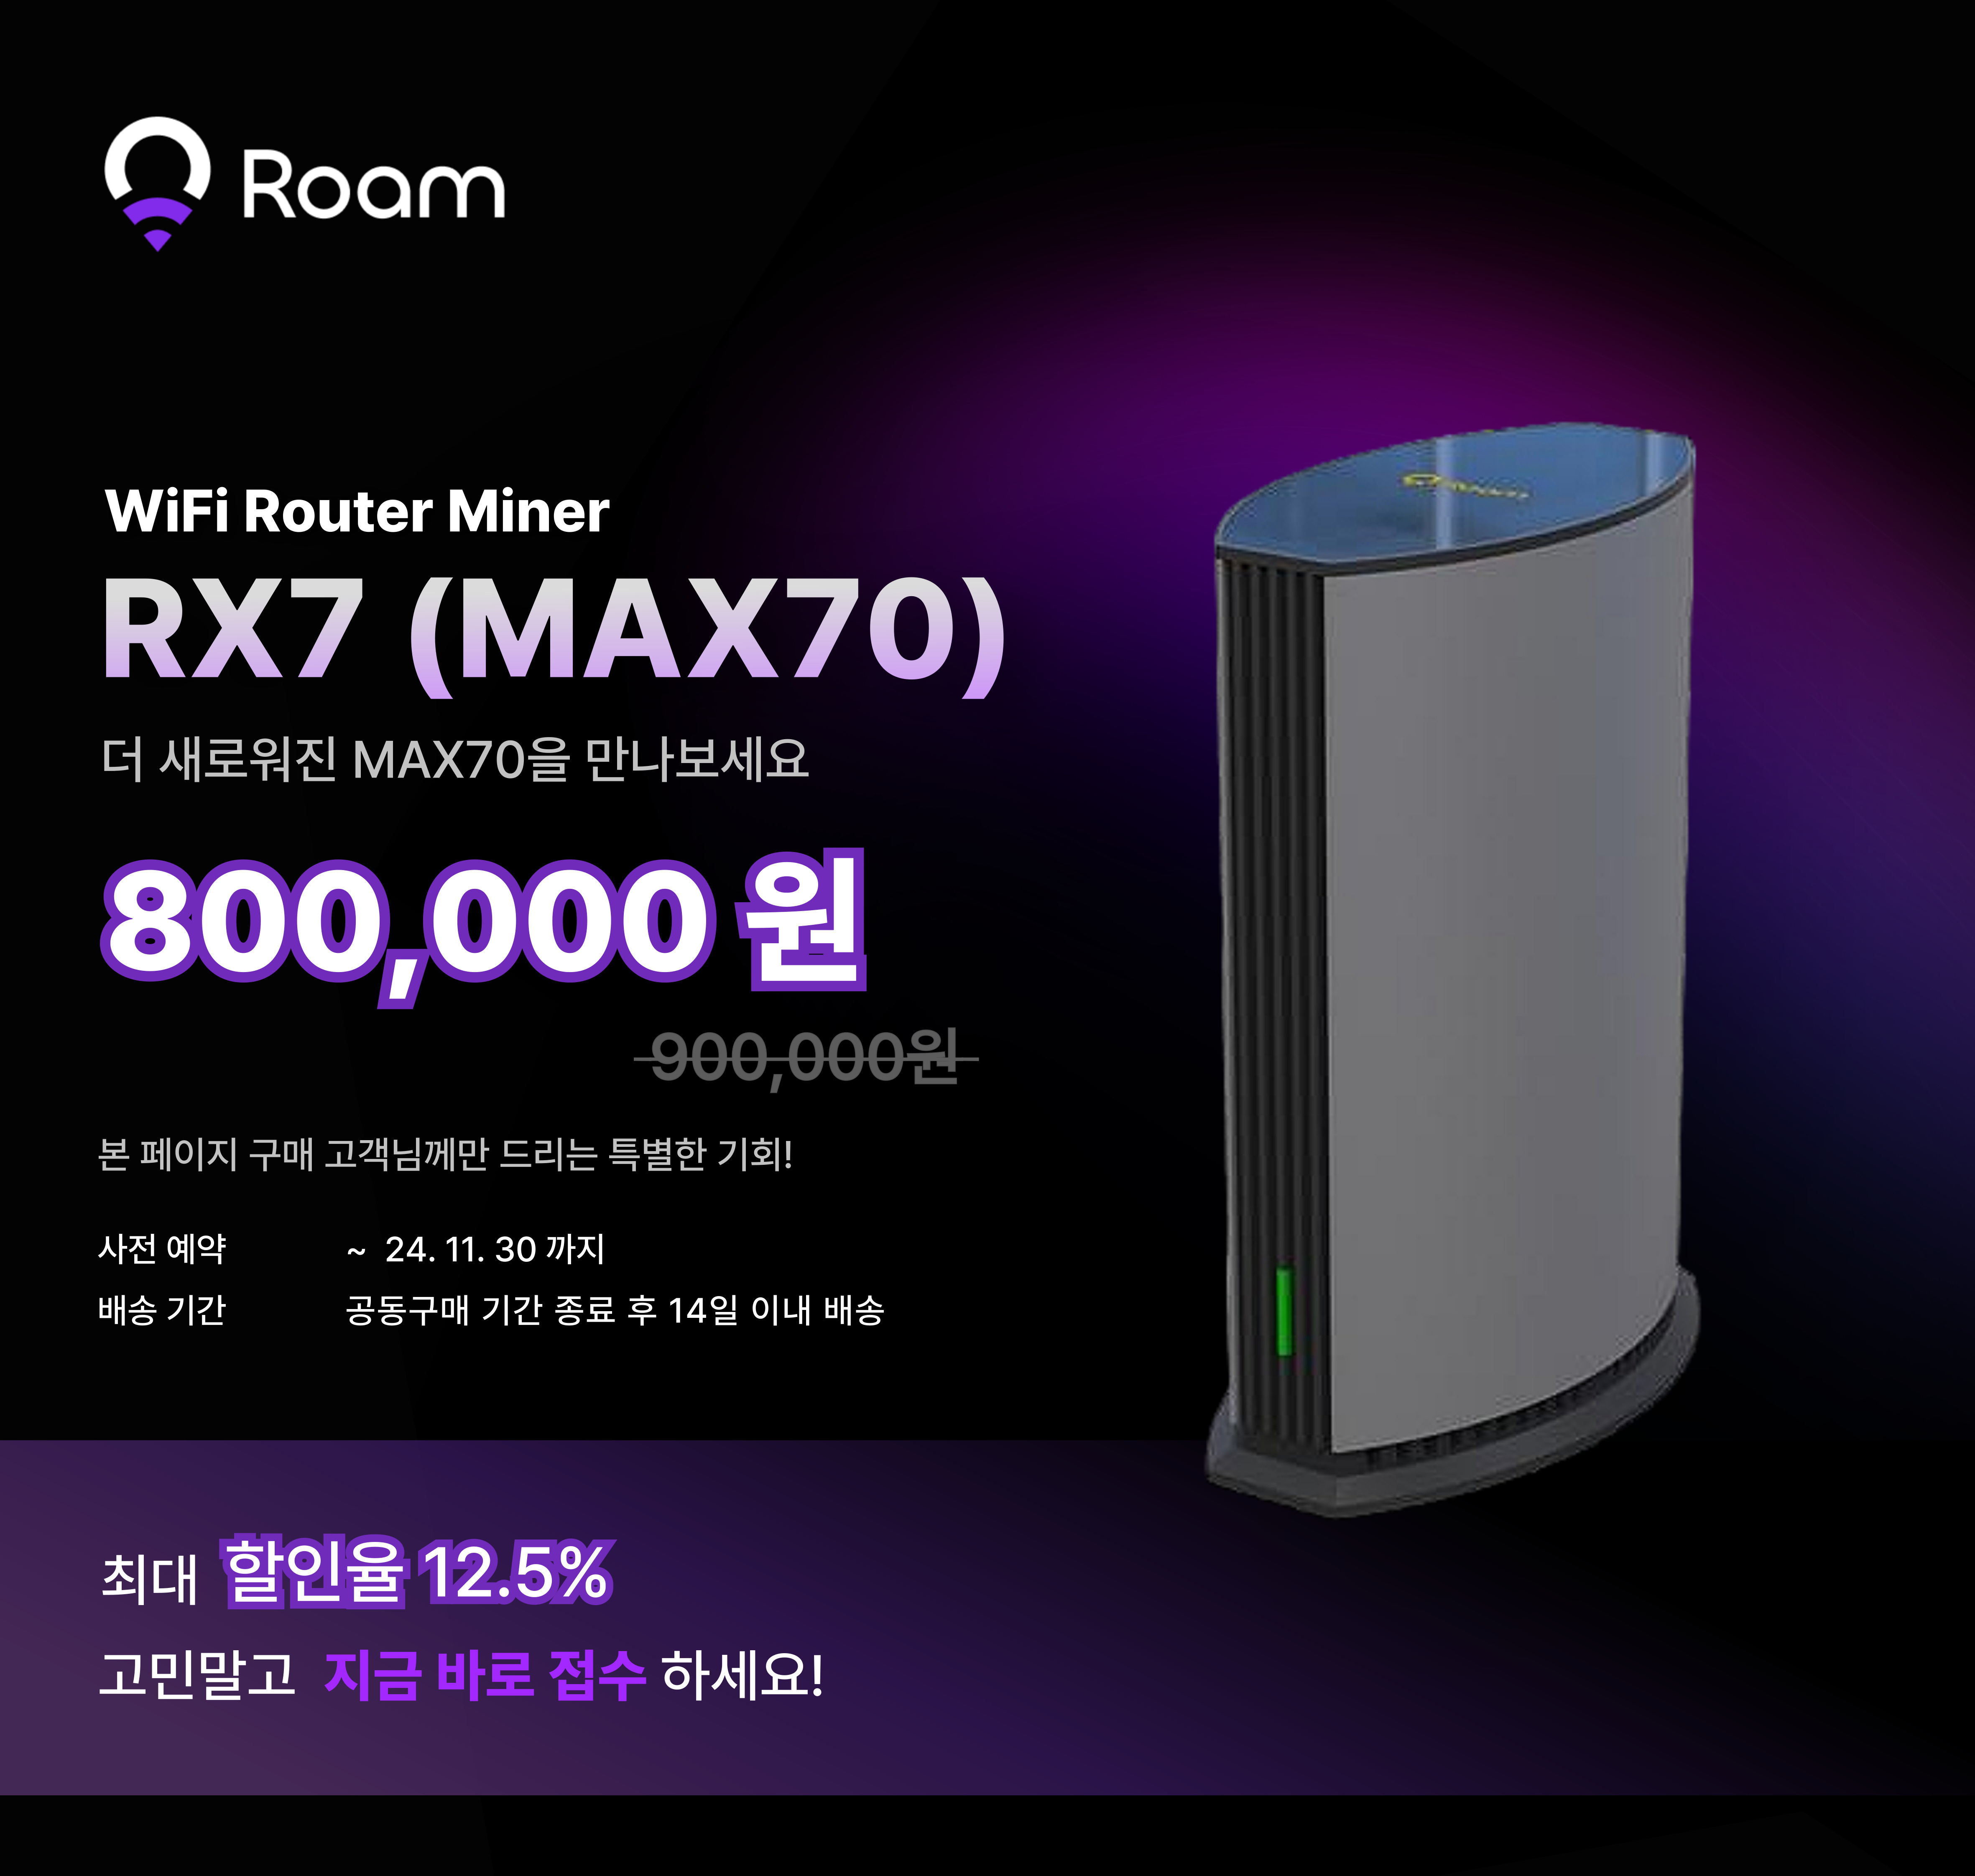 Roam
WiFi Router Miner
RX7 (MAX70)
더 새로워진 MAX70을 만나보세요
800,000 원
900,000원
본 페이지 구매 고객님께만 드리는 특별한 기회!
사전 예약 ~ 24. 11. 30 까지
배송 기간 공동구매 기간 종료 후 14일 이내 배송
최대 할인율 12.5%
고민말고 지금 바로 접수 하세요!